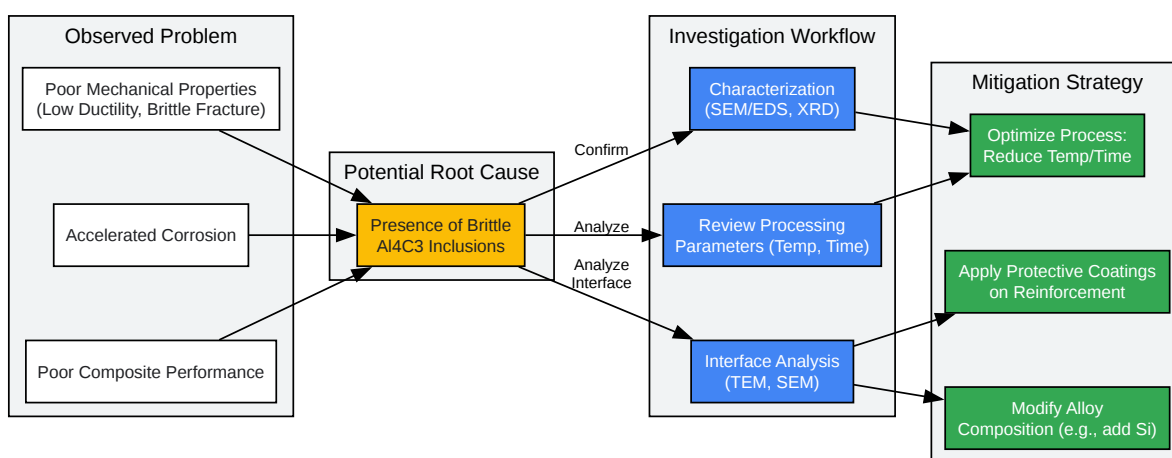 Observed Problem
Poor Mechanical Properties
(Low Ductility, Brittle Fracture)
Accelerated Corrosion
Poor Composite Performance
Potential Root Cause
Presence of Brittle
Al4C3 Inclusions
Confirm
Analyze
Analyze
Interface
Investigation Workflow
Characterization
(SEM/EDS, XRD)
Review Processing
Parameters (Temp, Time)
Interface Analysis
(TEM, SEM)
Mitigation Strategy
Optimize Process:
Reduce Temp/Time
Apply Protective Coatings
on Reinforcement
Modify Alloy
Composition (e.g., add Si)